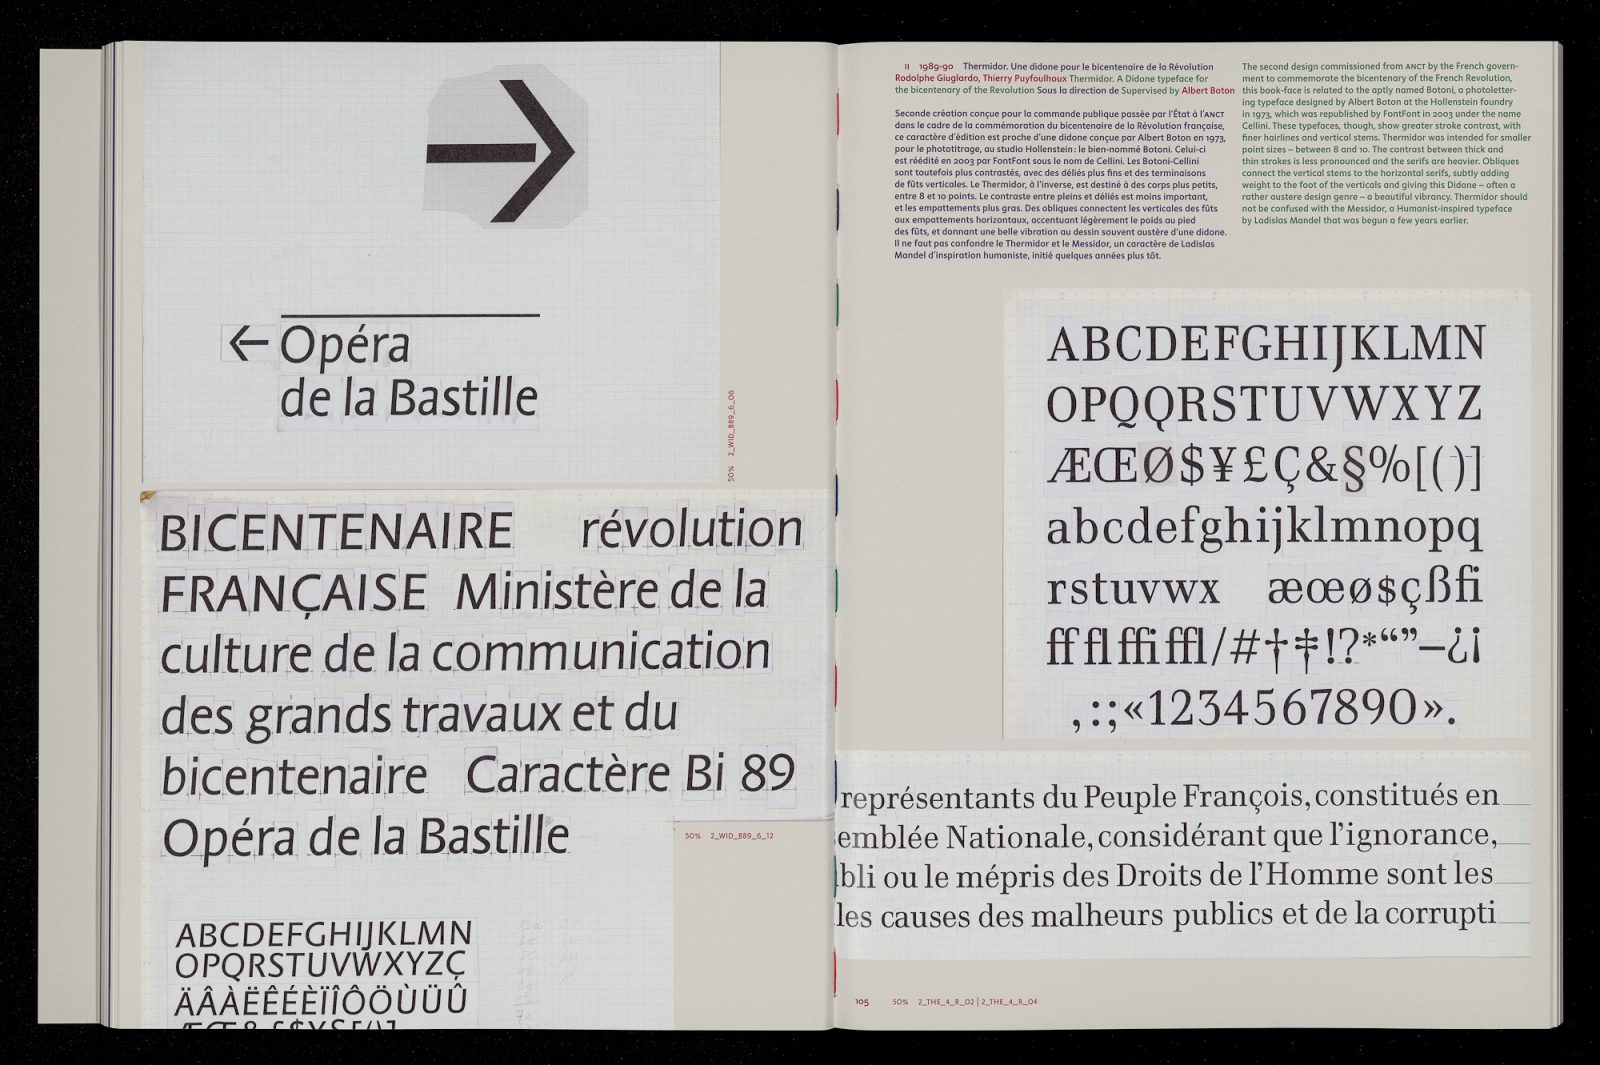 ← Opéra
de la Bastille
50% 2_WID_B89_6_06
BICENTENAIRE révolution
FRANÇAISE Ministère de la
culture de la communication
des grands travaux et du
bicentenaire Caractère Bi 89
Opéra de la Bastille
50% 2_WID_B89_6_12
ABCDEFGHIJKLMN
OPQRSTUVWXYZÇ
ÄÂÀËÊÉÈÏÎÔÖÙÜÛ
II 1989-90 Thermidor. Une didone pour le bicentenaire de la Révolution
Rodolphe Giuglardo, Thierry Puyfoulhoux Thermidor. A Didone typeface for
the bicentenary of the Revolution Sous la direction de Supervised by Albert Boton
Seconde création conçue pour la commande publique passée par l'État à l'ANCT
dans le cadre de la commémoration du bicentenaire de la Révolution française,
ce caractère d'édition est proche d'une didone conçue par Albert Boton en 1973,
pour le phototitrage, au studio Hollenstein : le bien-nommé Botoni. Celui-ci
est réédité en 2003 par FontFont sous le nom de Cellini. Les Botoni-Cellini
sont toutefois plus contrastés, avec des déliés plus fins et des terminaisons
de fûts verticales. Le Thermidor, à l'inverse, est destiné à des corps plus petits,
entre 8 et 10 points. Le contraste entre pleins et déliés est moins important,
et les empattements plus gras. Des obliques connectent les verticales des fûts
aux empattements horizontaux, accentuant légèrement le poids au pied
des fûts, et donnant une belle vibration au dessin souvent austère d'une didone.
Il ne faut pas confondre le Thermidor et le Messidor, un caractère de Ladislas
Mandel d'inspiration humaniste, initié quelques années plus tôt.
The second design commissioned from ANCT by the French govern-
ment to commemorate the bicentenary of the French Revolution,
this book-face is related to the aptly named Botoni, a photoletter-
ing typeface designed by Albert Boton at the Hollenstein foundry
in 1973, which was republished by FontFont in 2003 under the name
Cellini. These typefaces, though, show greater stroke contrast, with
finer hairlines and vertical stems. Thermidor was intended for smaller
point sizes – between 8 and 10. The contrast between thick and
thin strokes is less pronounced and the serifs are heavier. Obliques
connect the vertical stems to the horizontal serifs, subtly adding
weight to the foot of the verticals and giving this Didone – often a
rather austere design genre – a beautiful vibrancy. Thermidor should
not be confused with the Messidor, a Humanist-inspired typeface
by Ladislas Mandel that was begun a few years earlier.
ABCDEFGHIJKLMN
OPQQRSTUVWXYZ
ÆŒØ$¥£Ç&§%[()]
abcdefghijklmnopq
rstuvwx æœø$çßfi
ff fl ffi ffl/#†‡!?*“”—¿¡
,:;«1234567890».
représentants du Peuple François, constitués en
emblée Nationale, considérant que l'ignorance,
bli ou le mépris des Droits de l'Homme sont les
les causes des malheurs publics et de la corrupti
105 50% 2_THE_4_R_02 | 2_THE_4_R_04